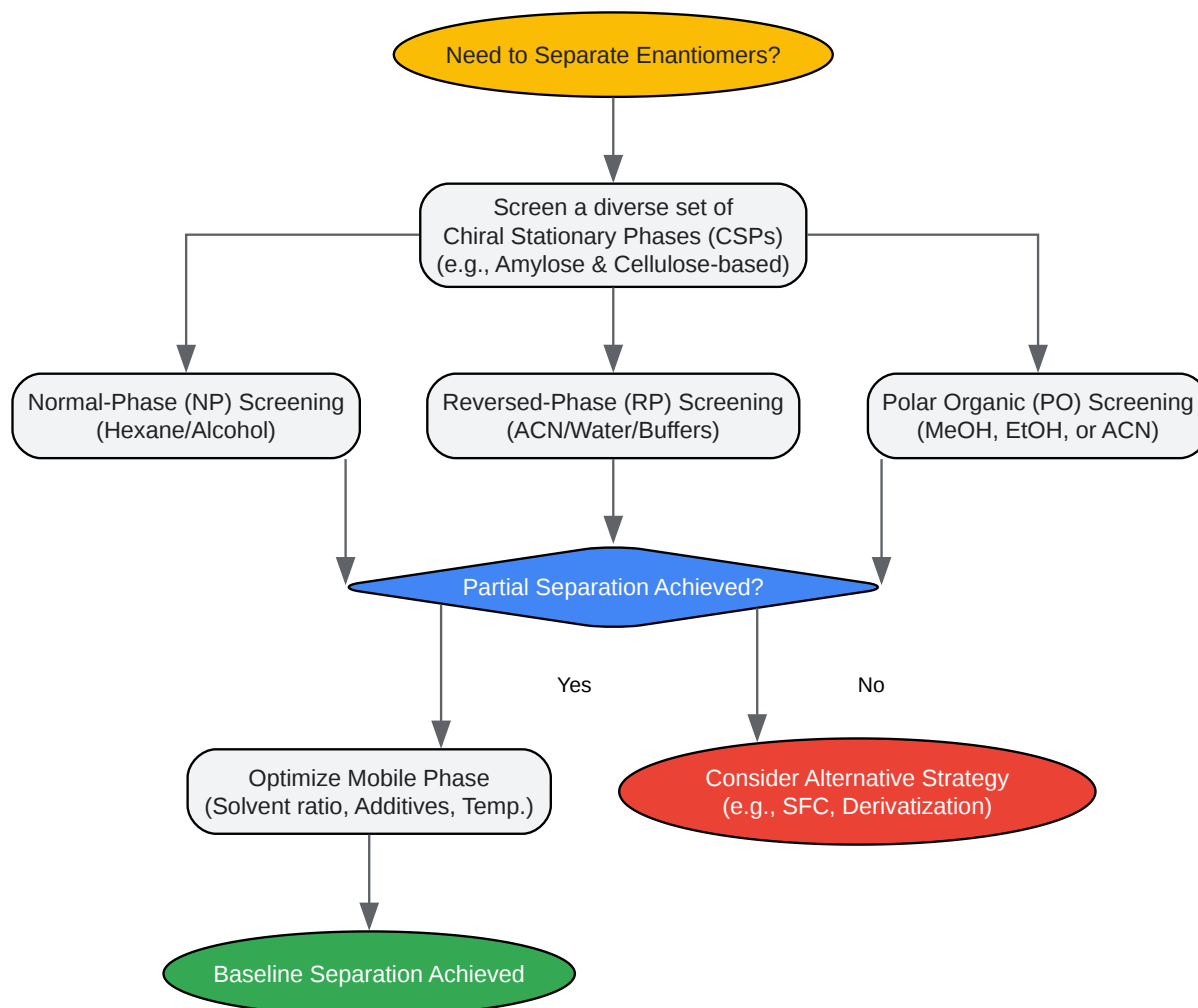 Need to Separate Enantiomers?
Screen a diverse set of
Chiral Stationary Phases (CSPs)
(e.g., Amylose & Cellulose-based)
Normal-Phase (NP) Screening
(Hexane/Alcohol)
Reversed-Phase (RP) Screening
(ACN/Water/Buffers)
Polar Organic (PO) Screening
(MeOH, EtOH, or ACN)
Partial Separation Achieved?
Yes
No
Optimize Mobile Phase
(Solvent ratio, Additives, Temp.)
Consider Alternative Strategy
(e.g., SFC, Derivatization)
Baseline Separation Achieved